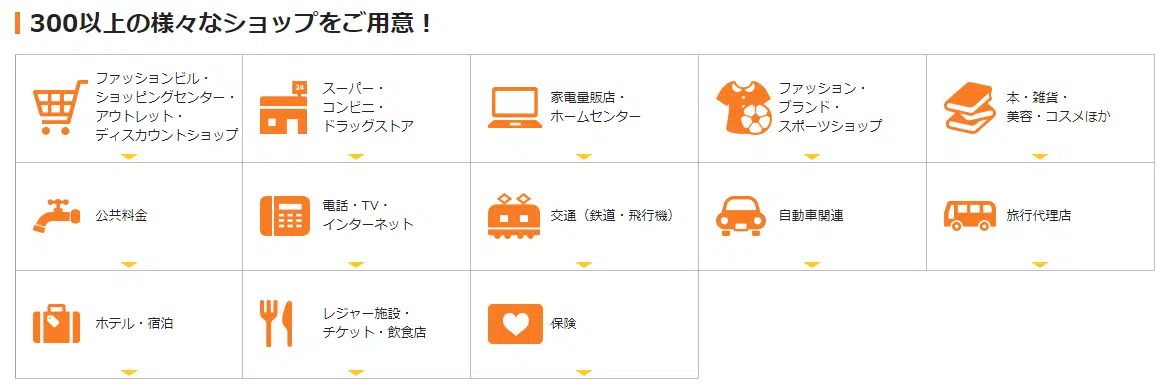 300以上の様々なショップをご用意！
ファッションビル・
ショッピングセンター・
アウトレット・
ディスカウントショップ
24
スーパー・
コンビニ・
ドラッグストア
家電量販店・
ホームセンター
ファッション・
ブランド・
スポーツショップ
本・雑貨・
美容・コスメほか
公共料金
電話・TV・
インターネット
交通（鉄道・飛行機）
自動車関連
旅行代理店
ホテル・宿泊
レジャー施設・
チケット・飲食店
保険